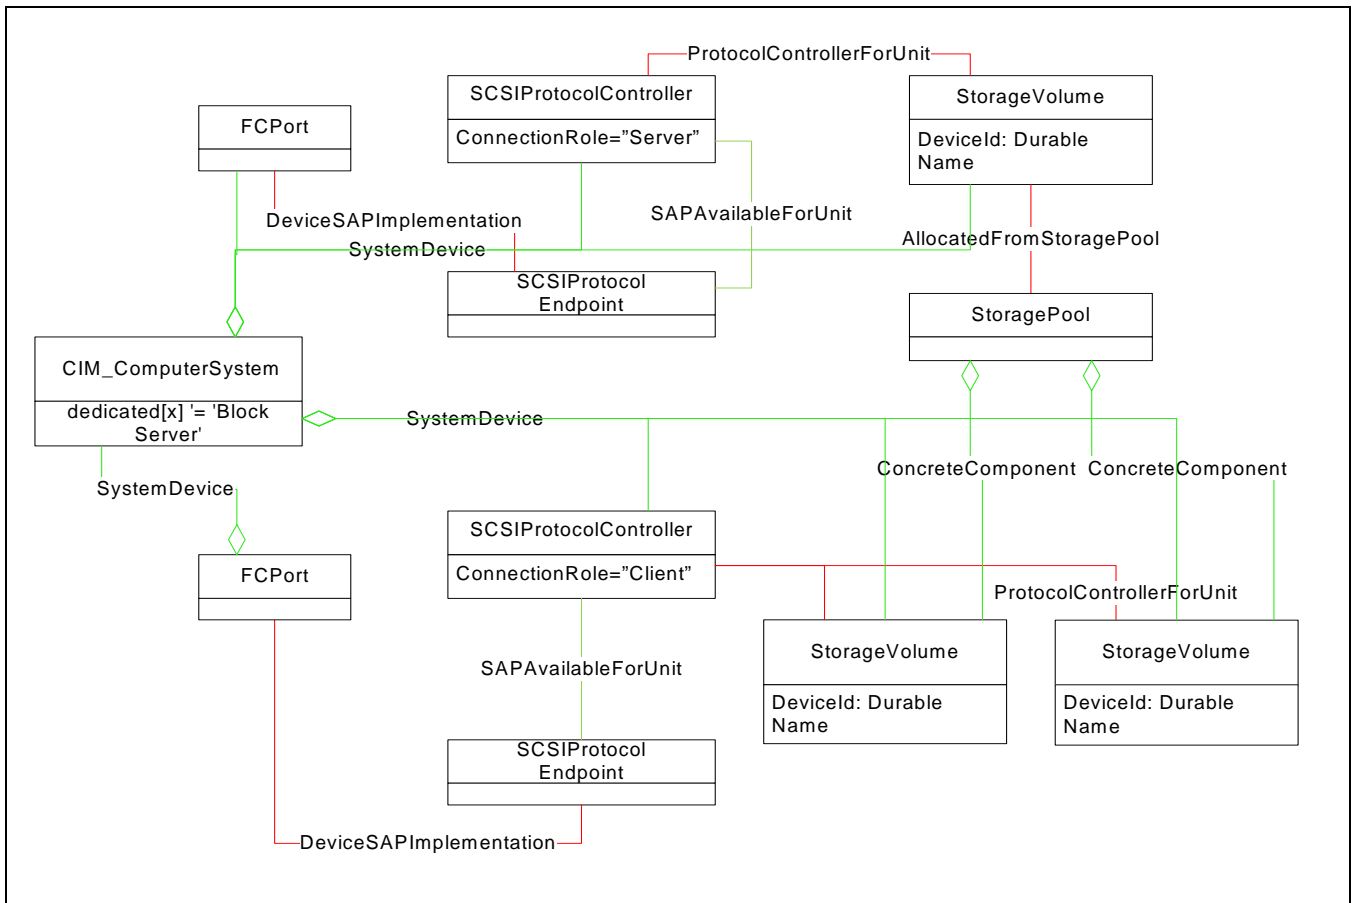 ProtocolControllerForUnit
SCSIProtocolController
ConnectionRole=”Server”
StorageVolume
DeviceId: Durable
Name
FCPort
DeviceSAPImplementation
SAPAvailableForUnit
SystemDevice
AllocatedFromStoragePool
SCSIProtocol
Endpoint
StoragePool
CIM_ComputerSystem
dedicated[x] '= 'Block
Server'
SystemDevice
ConcreteComponent
ConcreteComponent
SystemDevice
SCSIProtocolController
ConnectionRole=”Client”
FCPort
ProtocolControllerForUnit
StorageVolume
DeviceId: Durable
Name
StorageVolume
DeviceId: Durable
Name
SAPAvailableForUnit
SCSIProtocol
Endpoint
DeviceSAPImplementation